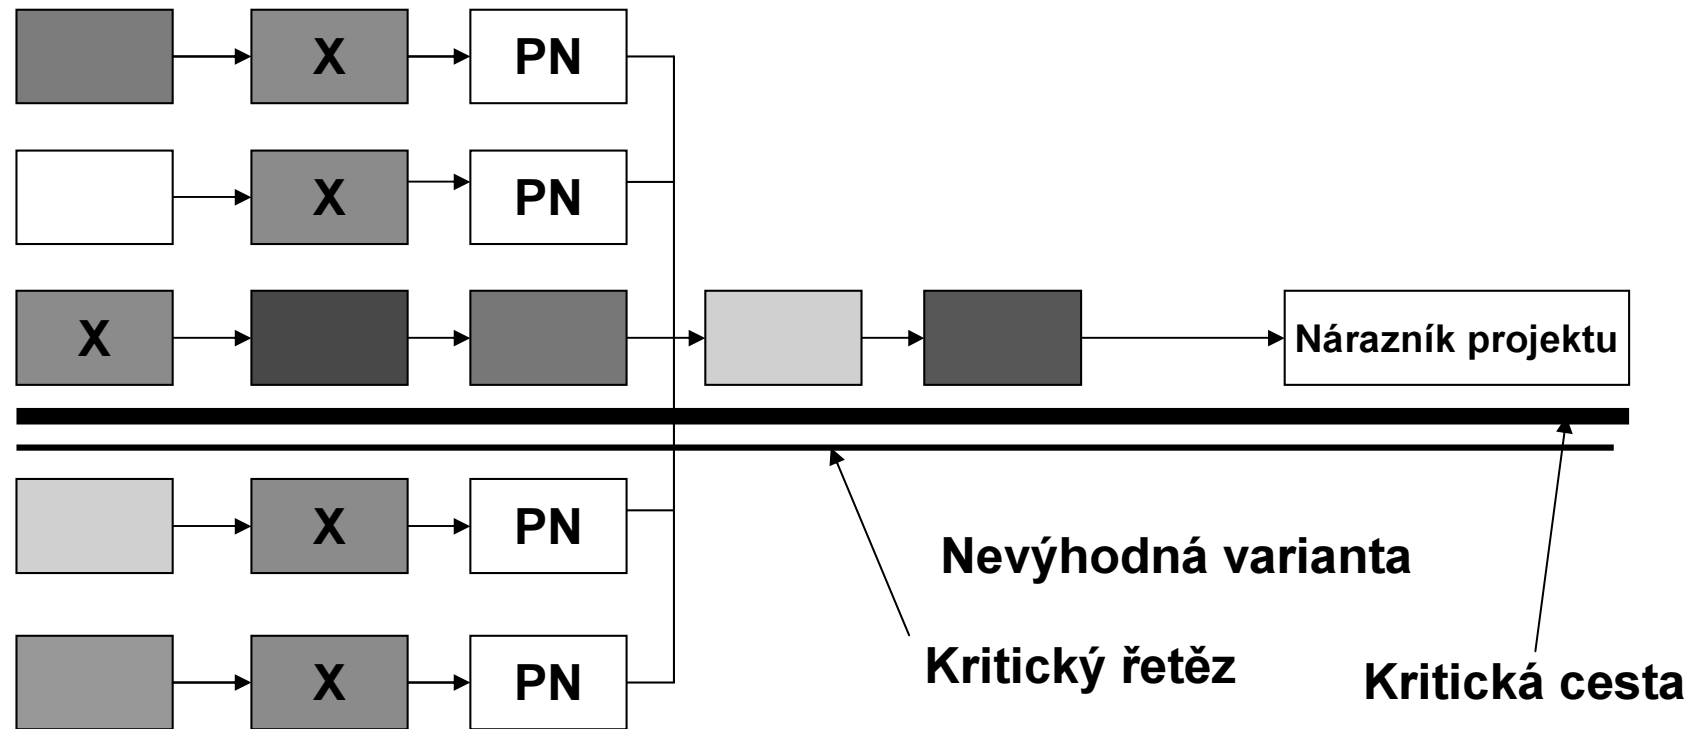 X
PN
X
PN
X
Nárazník projektu
X
PN
Nevýhodná varianta
Kritický řetěz
Kritická cesta
X
PN